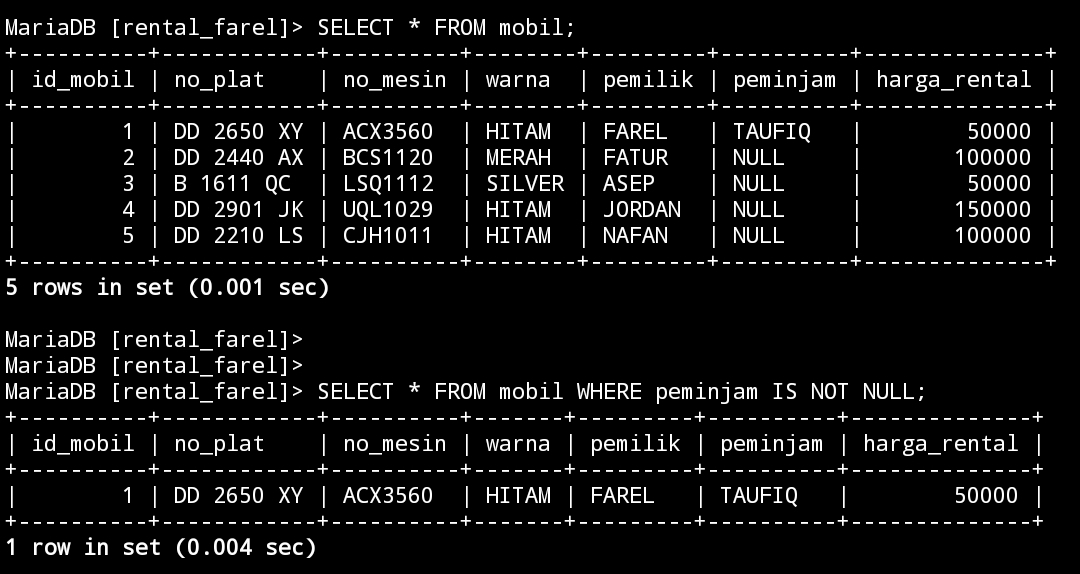 MariaDB [rental_farel]> SELECT * FROM mobil;
+----------+------------+----------+--------+---------+----------+--------------+
| id_mobil | no_plat    | no_mesin | warna  | pemilik | peminjam | harga_rental |
+----------+------------+----------+--------+---------+----------+--------------+
|        1 | DD 2650 XY | ACX3560  | HITAM  | FAREL   | TAUFIQ   |        50000 |
|        2 | DD 2440 AX | BCS1120  | MERAH  | FATUR   | NULL     |       100000 |
|        3 | B 1611 QC  | LSQ1112  | SILVER | ASEP    | NULL     |        50000 |
|        4 | DD 2901 JK | UQL1029  | HITAM  | JORDAN  | NULL     |       150000 |
|        5 | DD 2210 LS | CJH1011  | HITAM  | NAFAN   | NULL     |       100000 |
+----------+------------+----------+--------+---------+----------+--------------+
5 rows in set (0.001 sec)

MariaDB [rental_farel]>
MariaDB [rental_farel]>
MariaDB [rental_farel]> SELECT * FROM mobil WHERE peminjam IS NOT NULL;
+----------+------------+----------+-------+---------+----------+--------------+
| id_mobil | no_plat    | no_mesin | warna | pemilik | peminjam | harga_rental |
+----------+------------+----------+-------+---------+----------+--------------+
|        1 | DD 2650 XY | ACX3560  | HITAM | FAREL   | TAUFIQ   |        50000 |
+----------+------------+----------+-------+---------+----------+--------------+
1 row in set (0.004 sec)